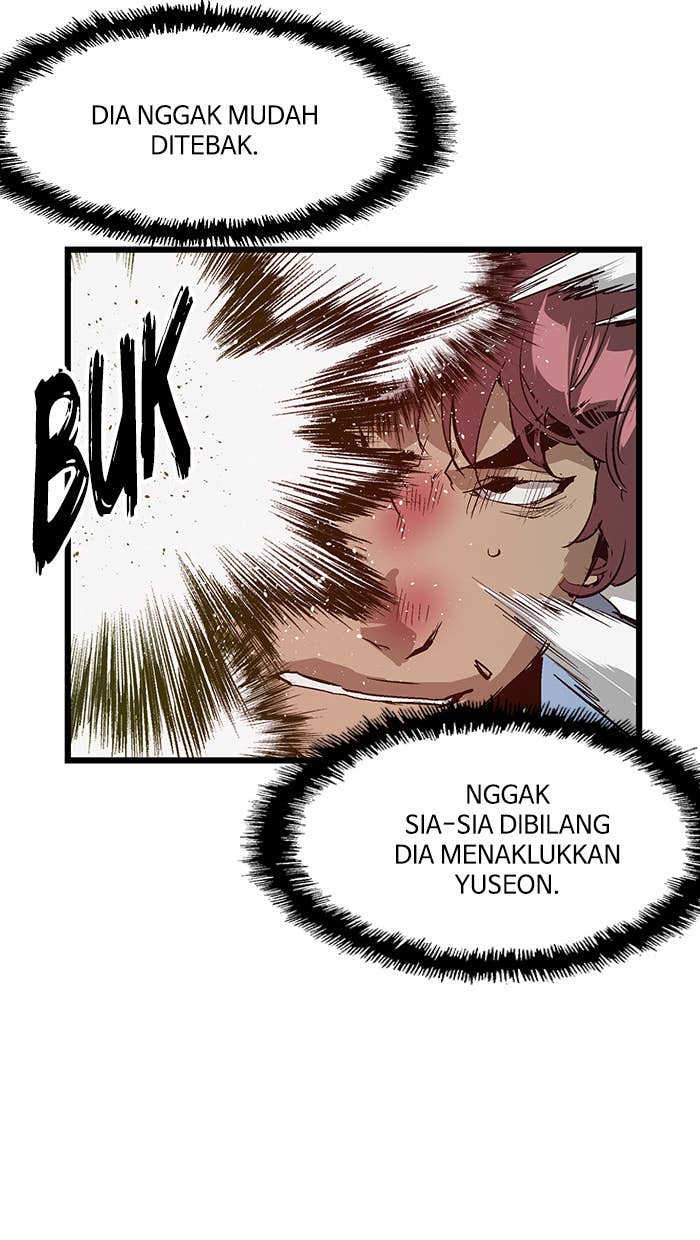 DIA NGGAK MUDAH
DITEBAK.
BUK
NGGAK
SIA-SIA DIBILANG
DIA MENAKLUKKAN
YUSEON.